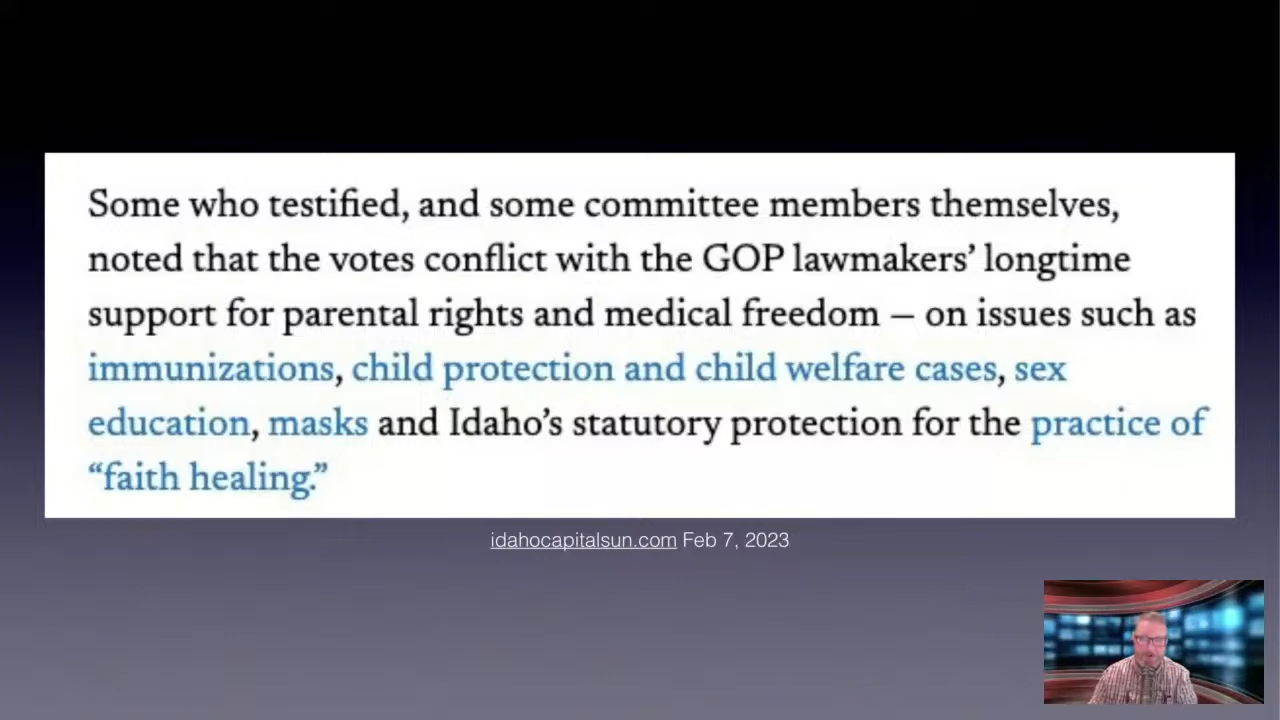 Some who testified, and some committee members themselves,
noted that the votes conflict with the GOP lawmakers’ longtime
support for parental rights and medical freedom — on issues such as
immunizations, child protection and child welfare cases, sex
education, masks and Idaho’s statutory protection for the practice of
“faith healing.”
idahocapitalsun.com Feb 7, 2023